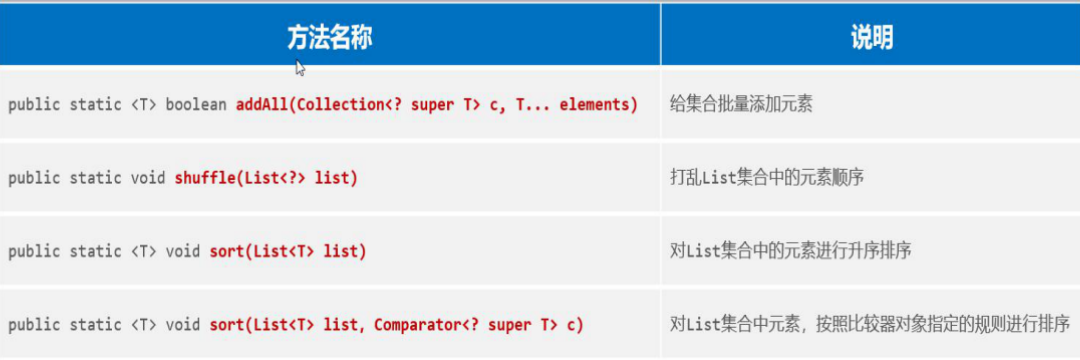 方法名称 说明
public static <T> boolean addAll(Collection<? super T> c, T... elements) 给集合批量添加元素
public static void shuffle(List<?> list) 打乱List集合中的元素顺序
public static <T> void sort(List<T> list) 对List集合中的元素进行升序排序
public static <T> void sort(List<T> list, Comparator<? super T> c) 对List集合中元素，按照比较器对象指定的规则进行排序